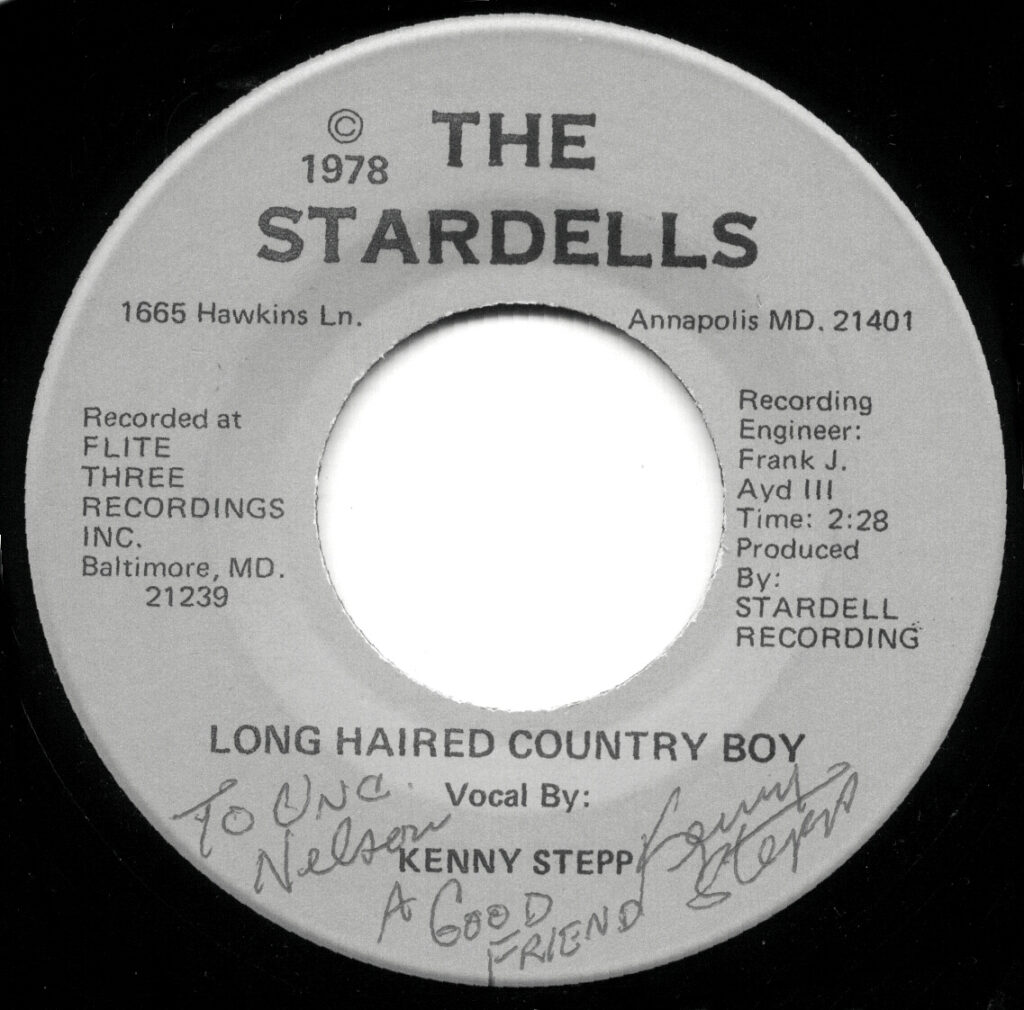 ©
1978
THE
STARDELLS
1665 Hawkins Ln.
Annapolis MD. 21401
Recorded at
FLITE
THREE
RECORDINGS
INC.
Baltimore, MD.
21239
Recording
Engineer:
Frank J.
Ayd III
Time: 2:28
Produced
By:
STARDELL
RECORDING
LONG HAIRED COUNTRY BOY
Vocal By:
KENNY STEPP
TO UNC.
Nelson
A GOOD
FRIEND
Kenny
Stepp